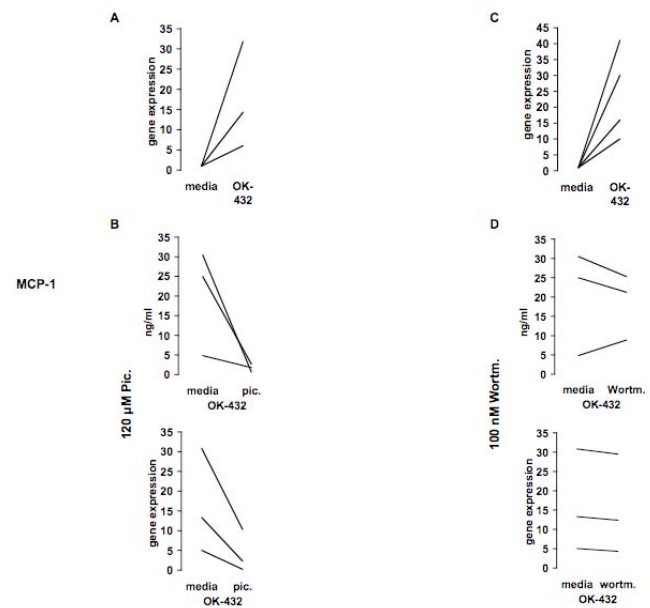 A
35
30
25
20
15
10
5
0
gene expression
media OK-
432
C
45
40
35
30
25
20
15
10
5
0
gene expression
media OK-
432
MCP-1
B
120 µM Pic.
35
30
25
20
15
10
5
0
ng/ml
media pic.
OK-432
35
30
25
20
15
10
5
0
gene expression
media pic.
OK-432
D
100 nM Wortm.
35
30
25
20
15
10
5
0
ng/ml
media Wortm.
OK-432
35
30
25
20
15
10
5
0
gene expression
media wortm.
OK-432